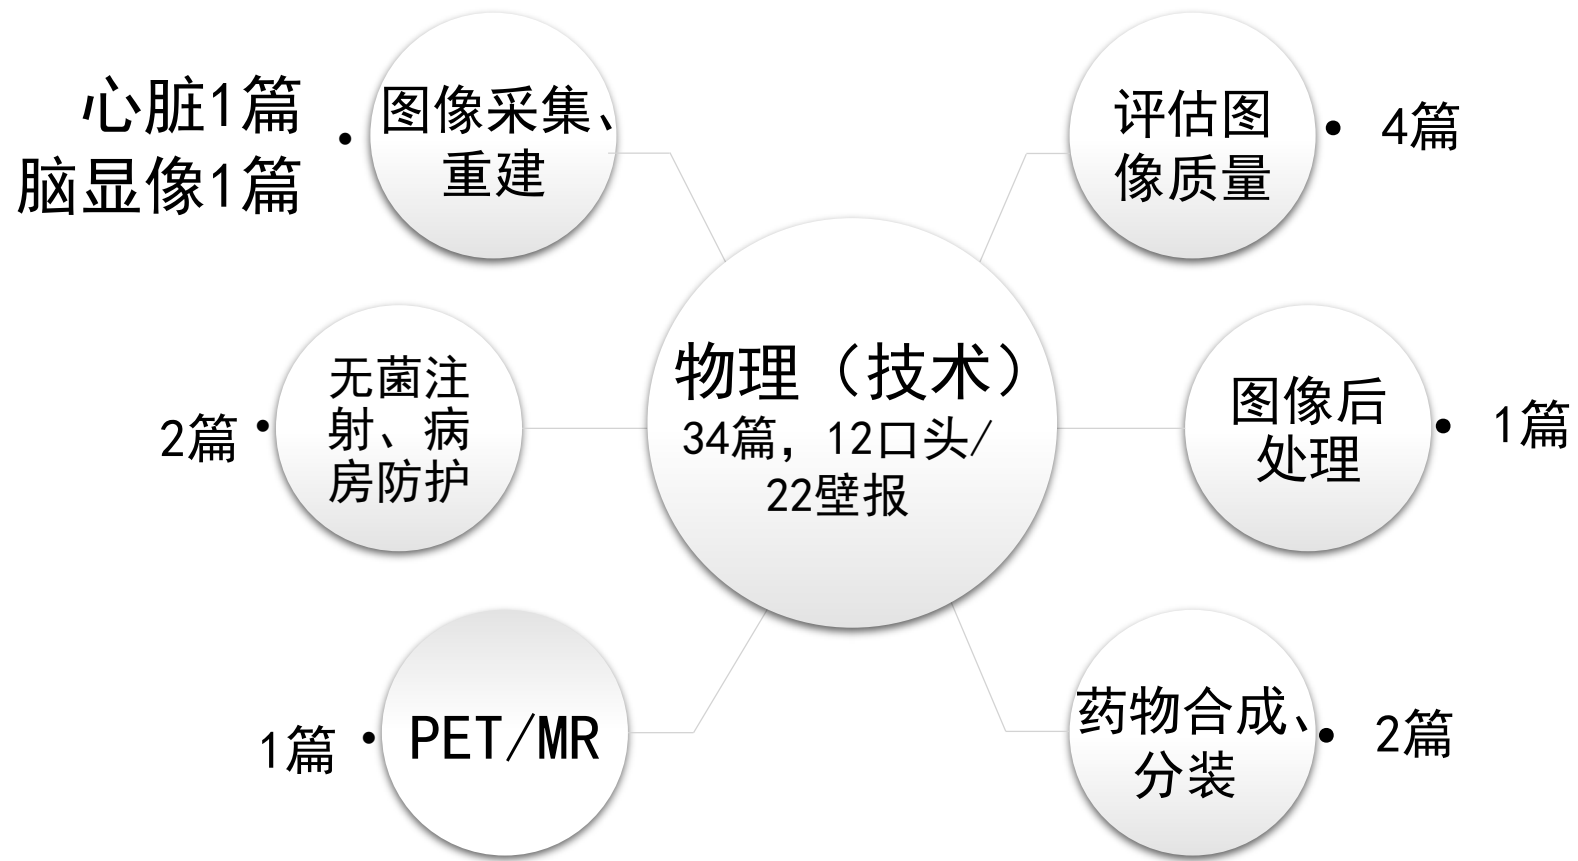 心脏1篇
脑显像1篇
• 图像采集、
重建
评估图
像质量
• 4篇
物理（技术）
34篇，12口头/
22壁报
2篇 •
无菌注
射、病
房防护
图像后
处理
• 1篇
1篇 •
PET/MR
药物合成、
分装
• 2篇